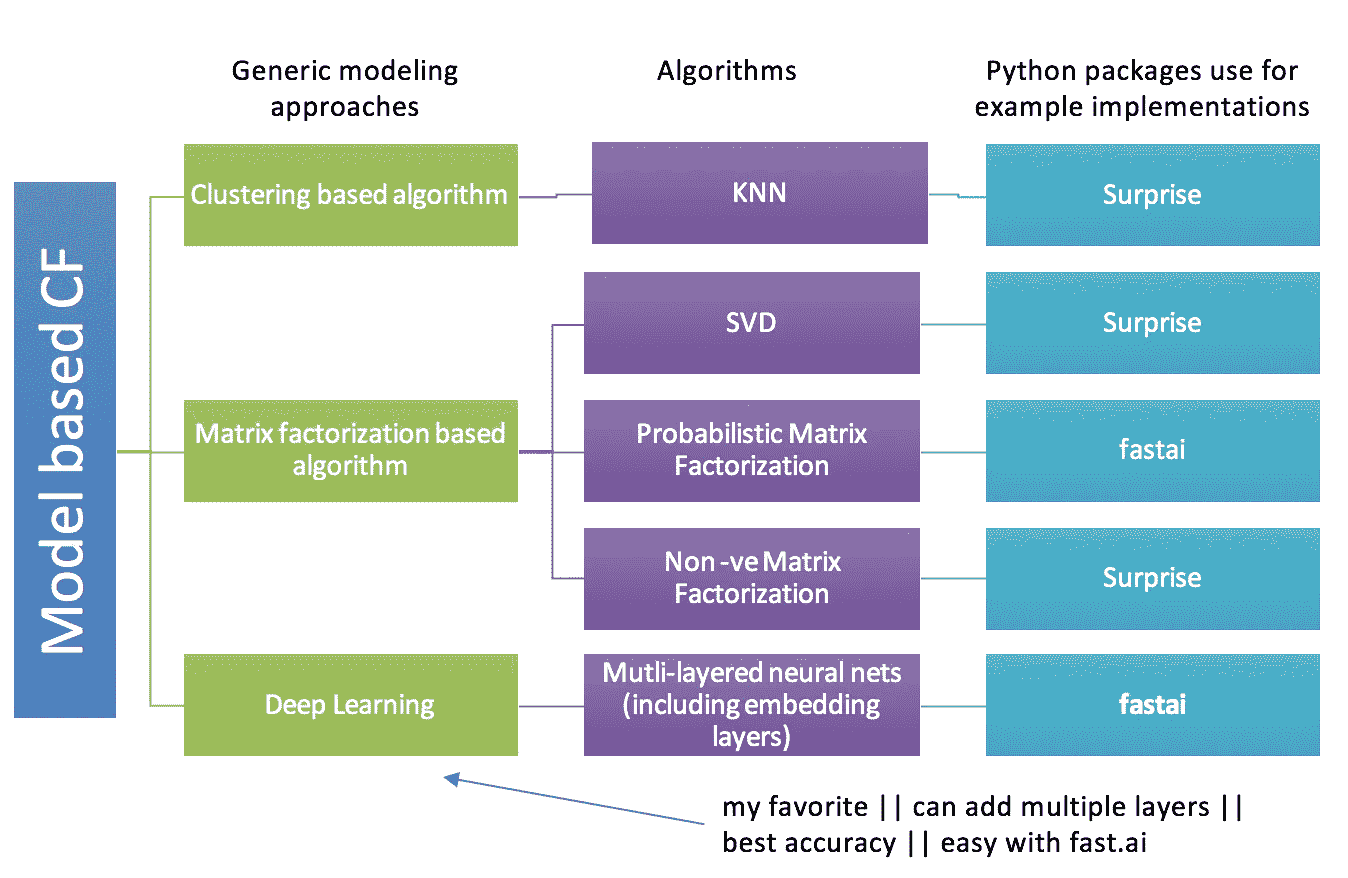 Generic modeling
approaches
Algorithms
Python packages use for
example implementations
Model based CF
Clustering based algorithm
KNN
Surprise
SVD
Surprise
Matrix factorization based
algorithm
Probabilistic Matrix
Factorization
fastai
Non -ve Matrix
Factorization
Surprise
Deep Learning
Mutli-layered neural nets
(including embedding
layers)
fastai
my favorite || can add multiple layers ||
best accuracy || easy with fast.ai